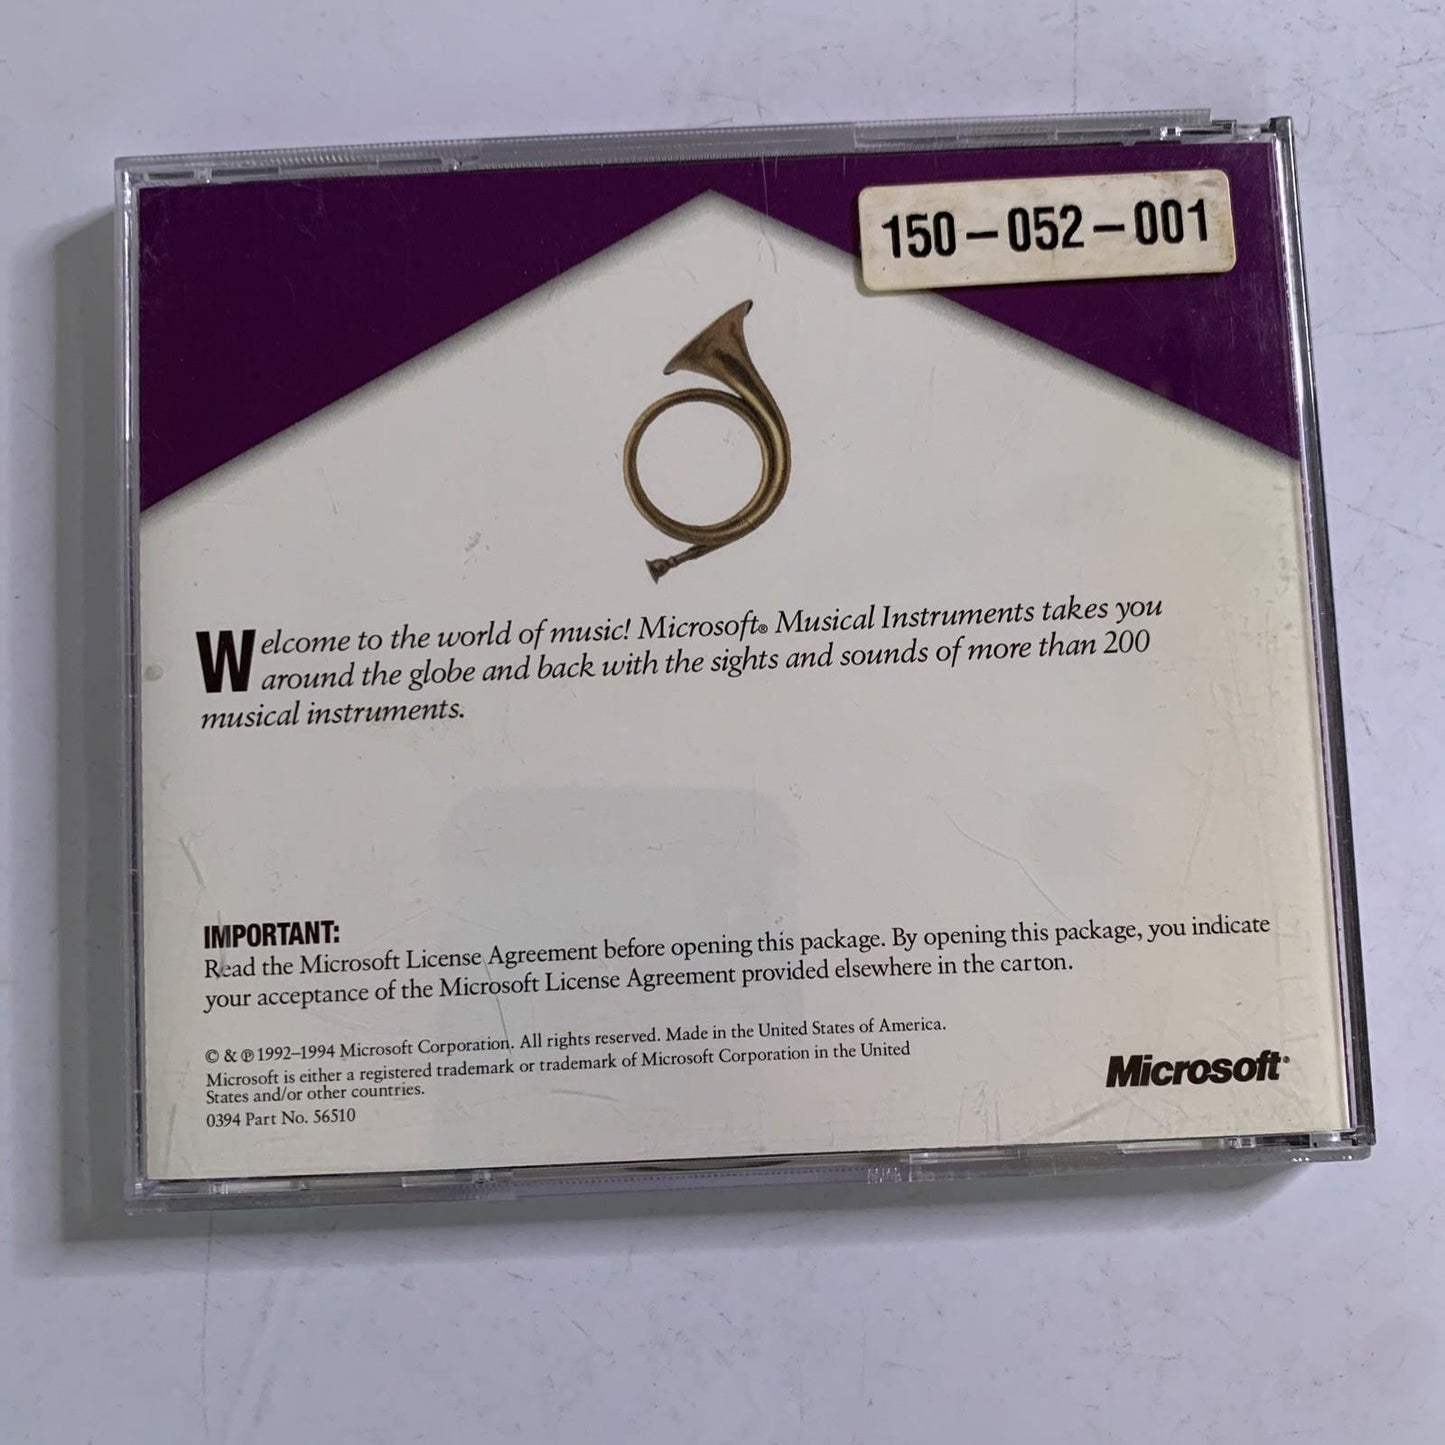 150-052-001
Welcome to the world of music! Microsoft® Musical Instruments takes you
around the globe and back with the sights and sounds of more than 200
musical instruments.
IMPORTANT:
Read the Microsoft License Agreement before opening this package. By opening this package, you indicate
your acceptance of the Microsoft License Agreement provided elsewhere in the carton.
© & ℗ 1992–1994 Microsoft Corporation. All rights reserved. Made in the United States of America.
Microsoft is either a registered trademark or trademark of Microsoft Corporation in the United
States and/or other countries.
0394 Part No. 56510
Microsoft®